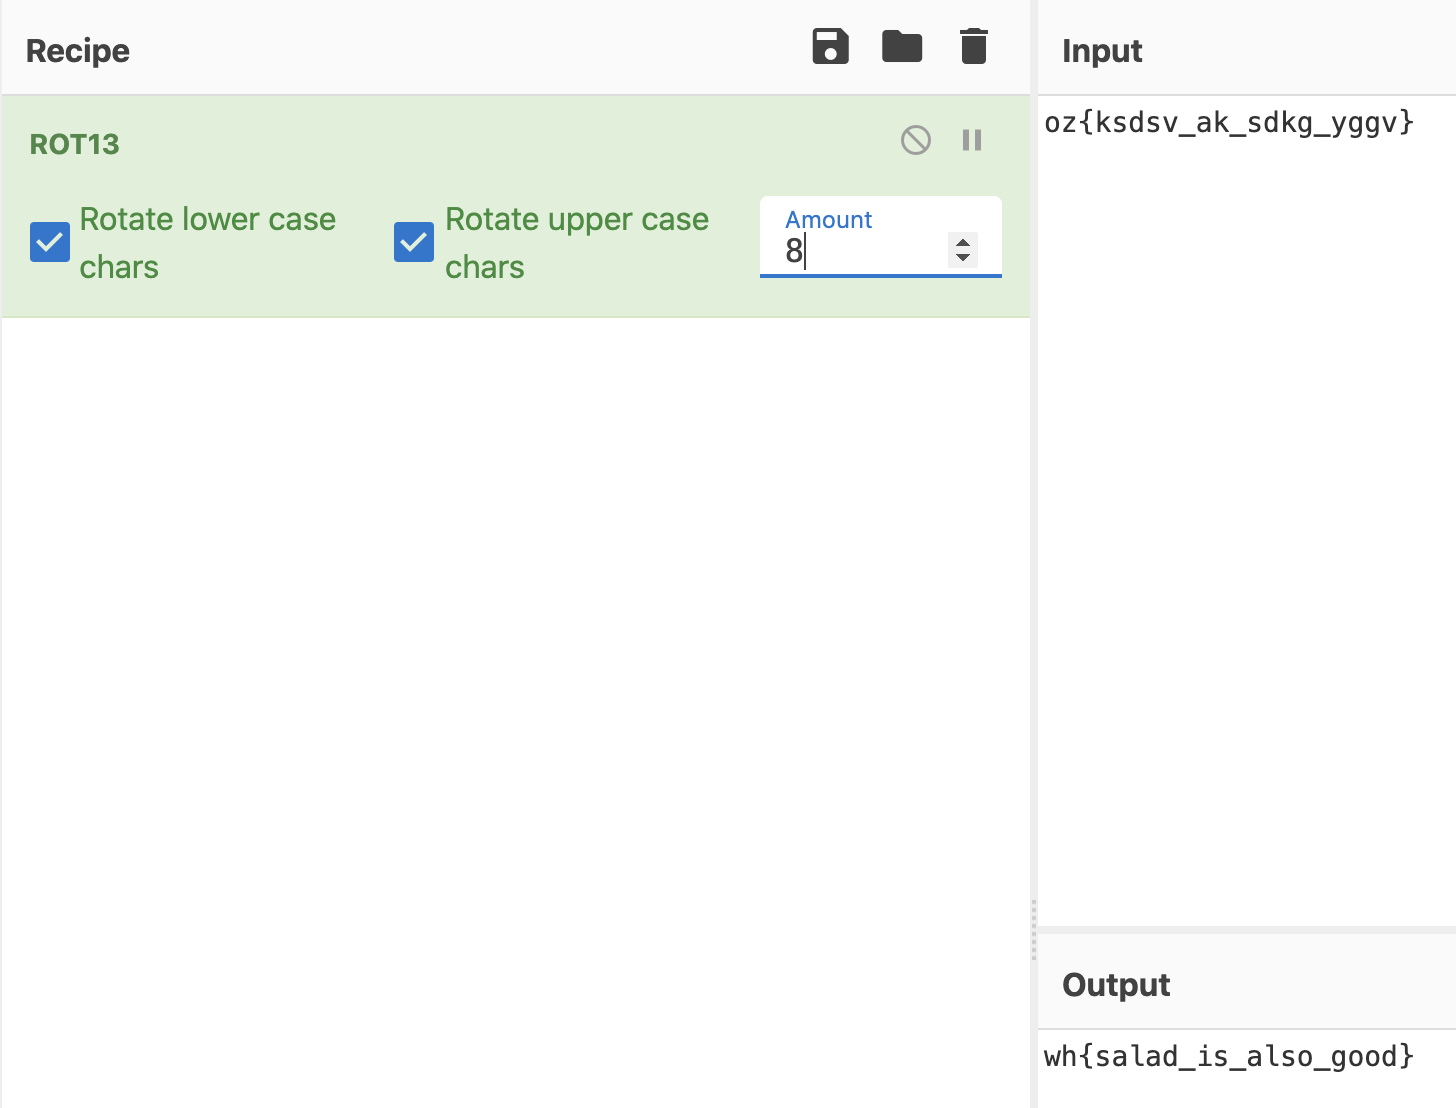 Recipe
ROT13
Rotate lower case
chars
Rotate upper case
chars
Amount
8
Input
oz{ksdsv_ak_sdkg_yggv}
Output
wh{salad_is_also_good}